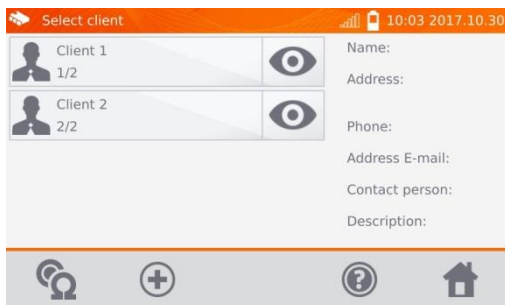 Select client
10:03 2017.10.30
Client 1
1/2
Client 2
2/2
Name:
Address:
Phone:
Address E-mail:
Contact person:
Description: